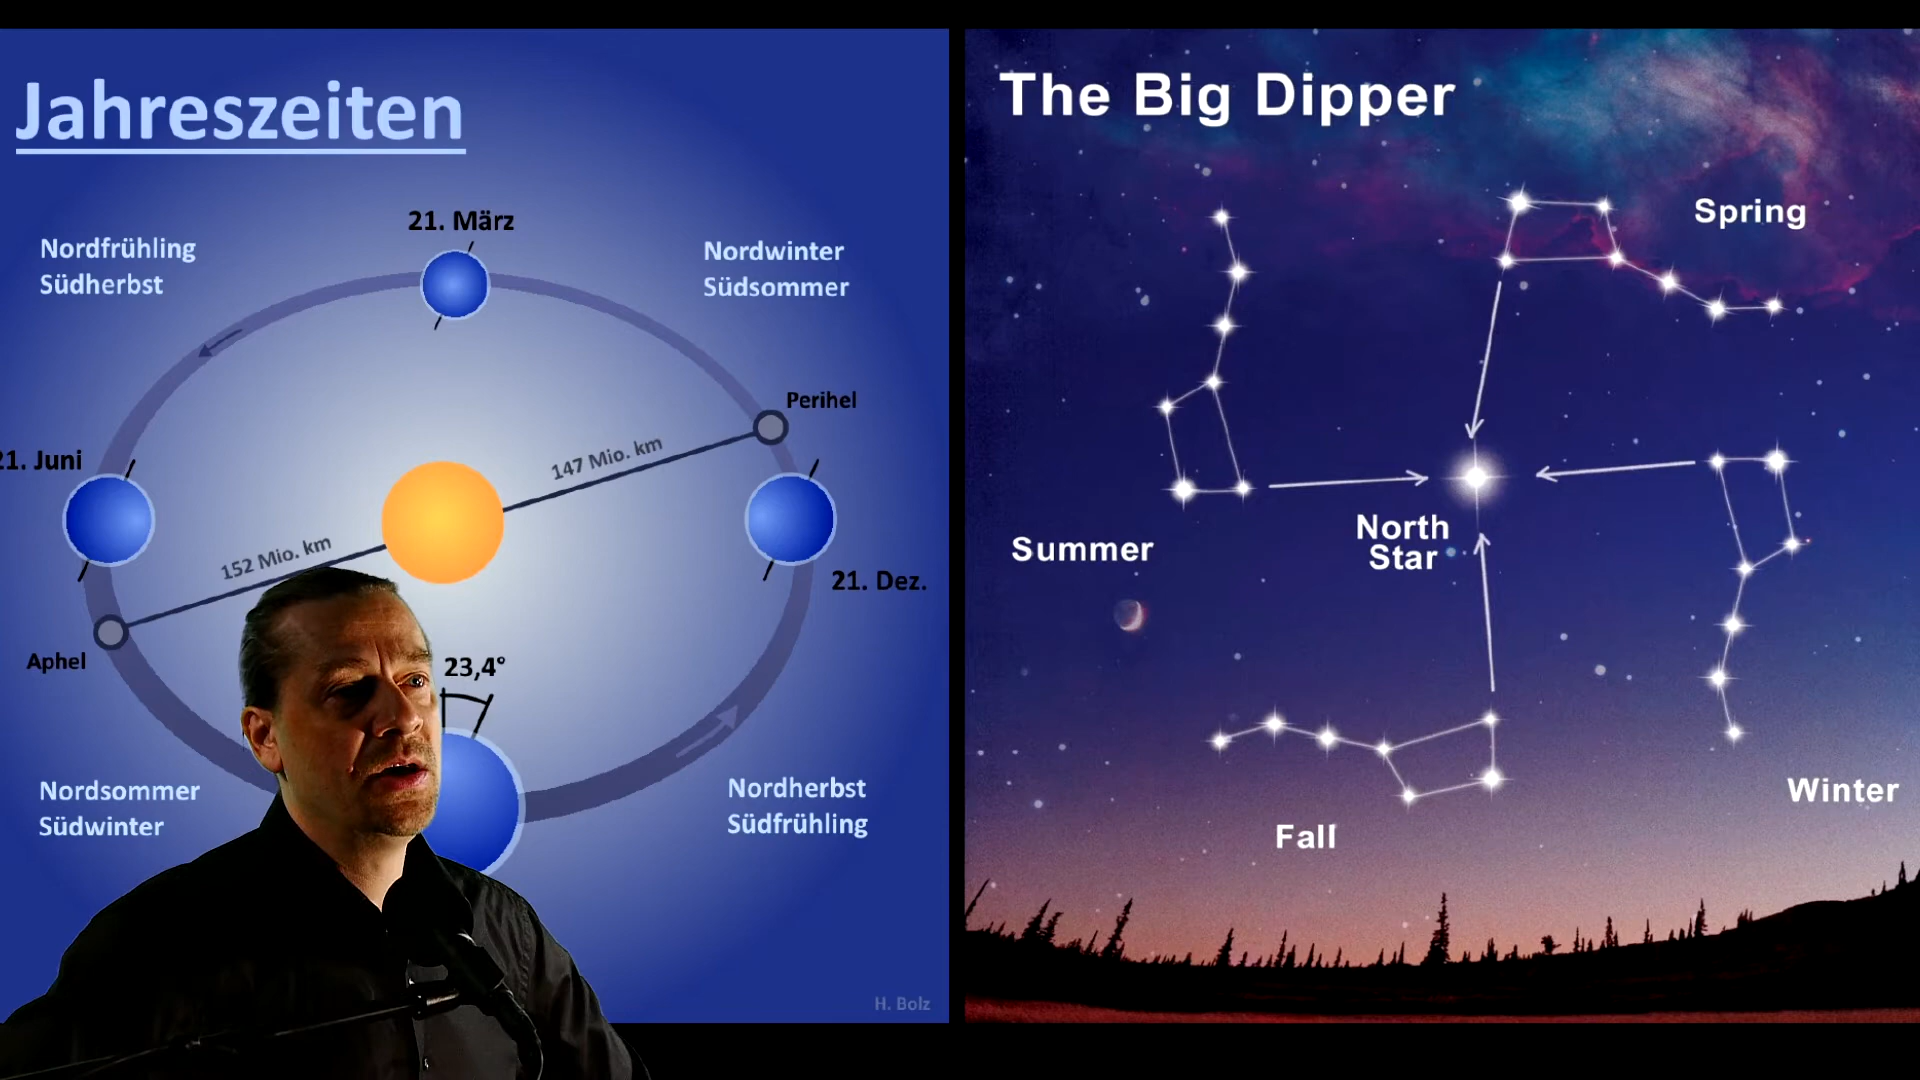 Jahreszeiten
21. März
Nordfrühling
Südherbst
Nordwinter
Südsommer
Perihel
147 Mio. km
21. Juni
152 Mio. km
21. Dez.
Aphel
23,4°
Nordsommer
Südwinter
Nordherbst
Südfrühling
H. Bolz
The Big Dipper
Spring
North
Star
Summer
Winter
Fall